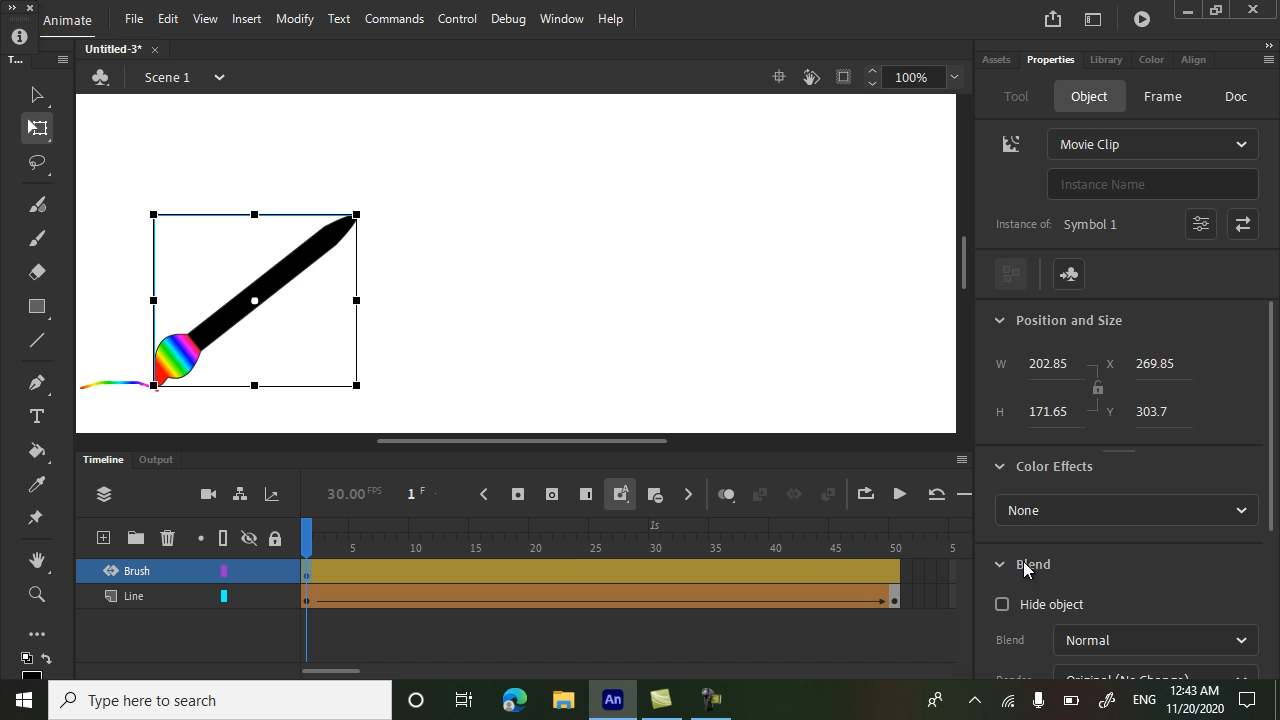 Animate File Edit View Insert Modify Text Commands Control Debug Window Help
T...
Untitled-3*
Scene 1
100%
Assets Properties Library Color Align
Tool Object Frame Doc
Movie Clip
Instance Name
Instance of: Symbol 1
Position and Size
W 202.85 X 269.85
H 171.65 Y 303.7
Color Effects
None
Blend
Hide object
Blend Normal
Timeline Output
30.00 FPS 1 F
1s
5 10 15 20 25 30 35 40 45 50 5
Brush
Line
Type here to search
An
ENG
12:43 AM
11/20/2020